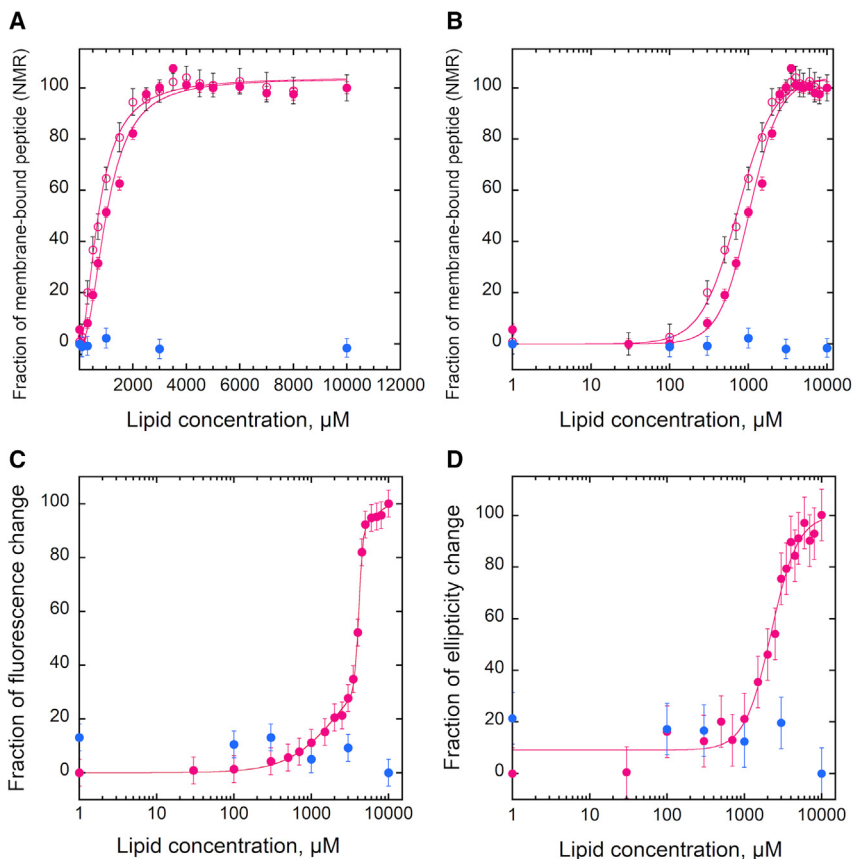 A
Fraction of membrane-bound peptide (NMR)
100
80
60
40
20
0
2000 4000 6000 8000 10000 12000
Lipid concentration, µM
B
Fraction of membrane-bound peptide (NMR)
100
80
60
40
20
0
1 10 100 1000 10000
Lipid concentration, µM
C
Fraction of fluorescence change
100
80
60
40
20
0
1 10 100 1000 10000
Lipid concentration, µM
D
Fraction of ellipticity change
100
80
60
40
20
0
1 10 100 1000 10000
Lipid concentration, µM